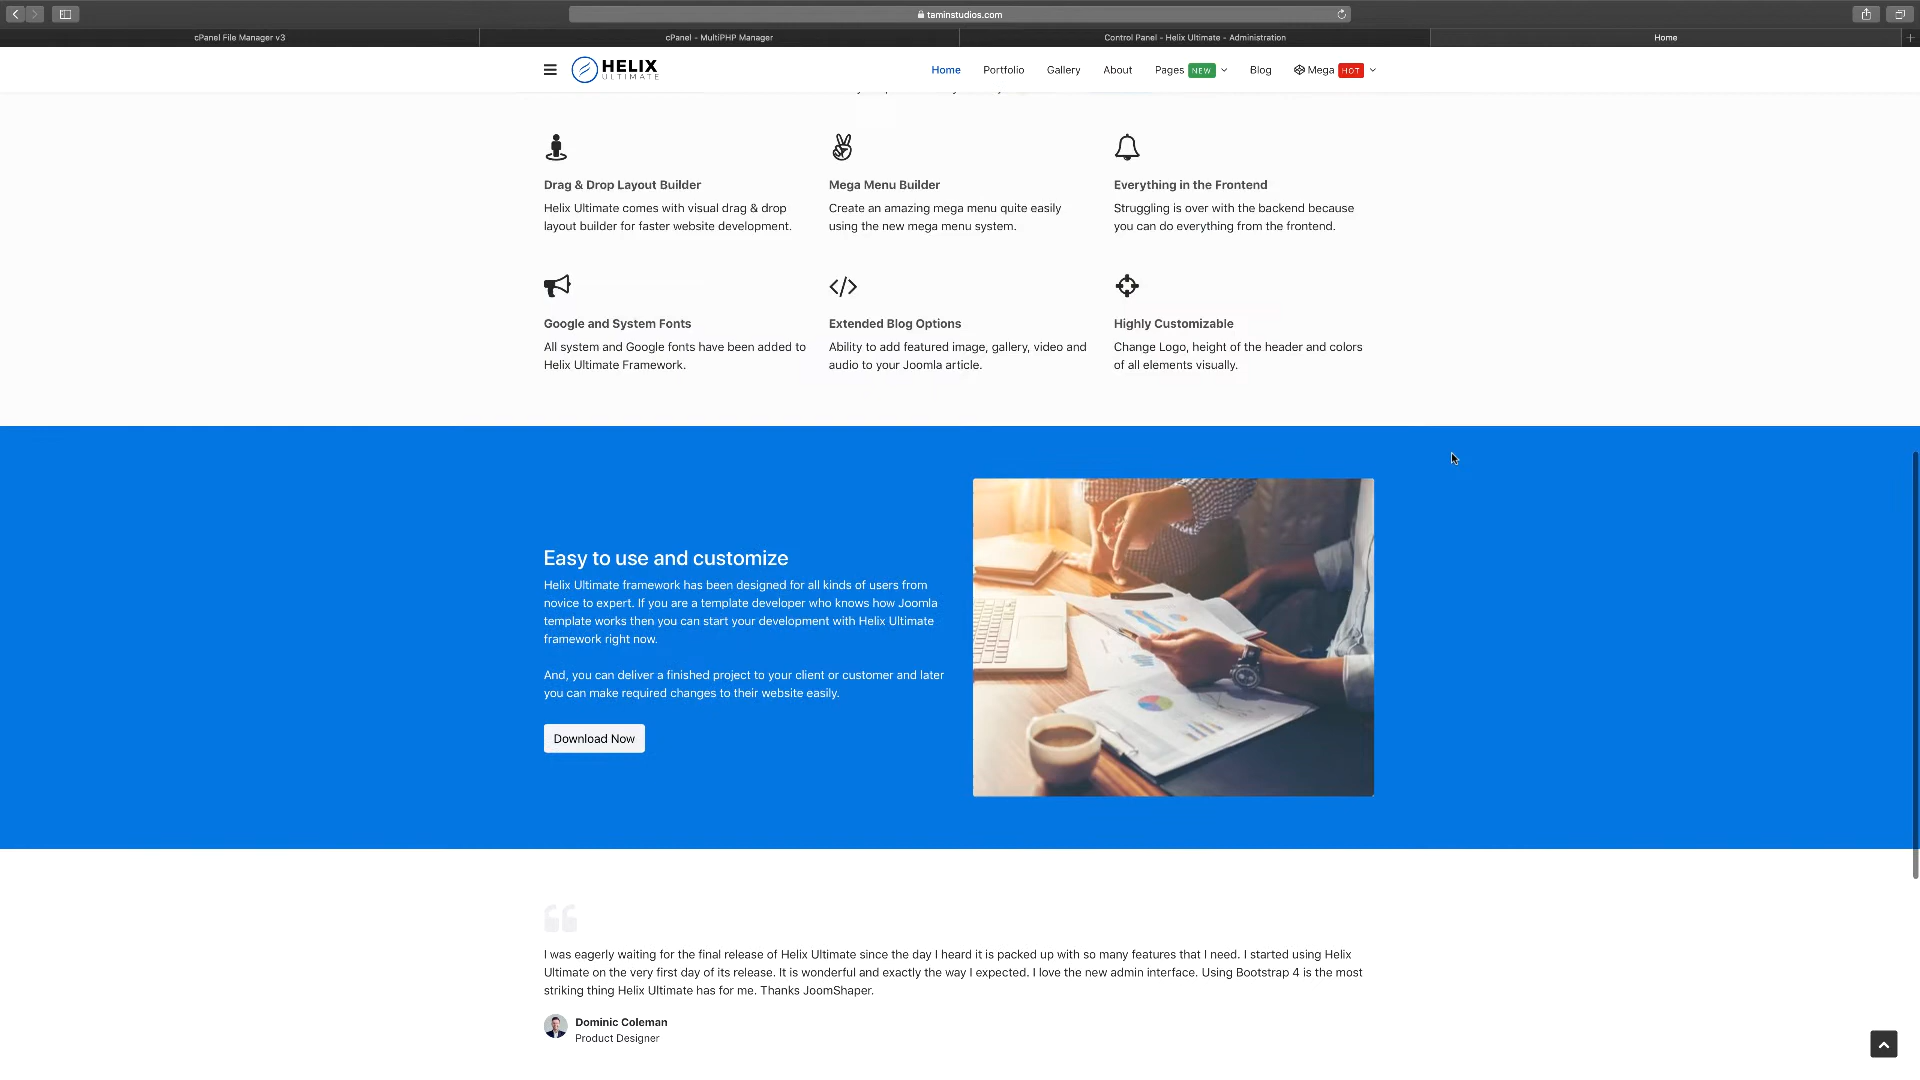 taminstudios.com
cPanel File Manager v3
cPanel - MultiPHP Manager
Control Panel - Helix Ultimate - Administration
Home
HELIX
ULTIMATE
Home
Portfolio
Gallery
About
Pages NEW
Blog
Mega HOT
Drag & Drop Layout Builder
Helix Ultimate comes with visual drag & drop
layout builder for faster website development.
Mega Menu Builder
Create an amazing mega menu quite easily
using the new mega menu system.
Everything in the Frontend
Struggling is over with the backend because
you can do everything from the frontend.
Google and System Fonts
All system and Google fonts have been added to
Helix Ultimate Framework.
Extended Blog Options
Ability to add featured image, gallery, video and
audio to your Joomla article.
Highly Customizable
Change Logo, height of the header and colors
of all elements visually.
Easy to use and customize
Helix Ultimate framework has been designed for all kinds of users from
novice to expert. If you are a template developer who knows how Joomla
template works then you can start your development with Helix Ultimate
framework right now.
And, you can deliver a finished project to your client or customer and later
you can make required changes to their website easily.
Download Now
I was eagerly waiting for the final release of Helix Ultimate since the day I heard it is packed up with so many features that I need. I started using Helix
Ultimate on the very first day of its release. It is wonderful and exactly the way I expected. I love the new admin interface. Using Bootstrap 4 is the most
striking thing Helix Ultimate has for me. Thanks JoomShaper.
Dominic Coleman
Product Designer